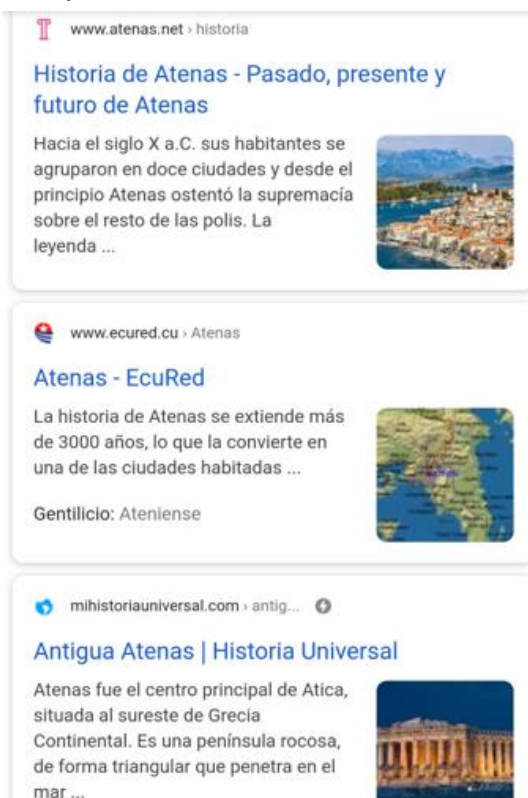 www.atenas.net › historia
Historia de Atenas - Pasado, presente y
futuro de Atenas
Hacia el siglo X a.C. sus habitantes se
agruparon en doce ciudades y desde el
principio Atenas ostentó la supremacía
sobre el resto de las polis. La
leyenda ...
www.ecured.cu › Atenas
Atenas - EcuRed
La historia de Atenas se extiende más
de 3000 años, lo que la convierte en
una de las ciudades habitadas ...
Gentilicio: Ateniense
mihistoriauniversal.com › antig...
Antigua Atenas | Historia Universal
Atenas fue el centro principal de Atica,
situada al sureste de Grecia
Continental. Es una península rocosa,
de forma triangular que penetra en el
mar ...